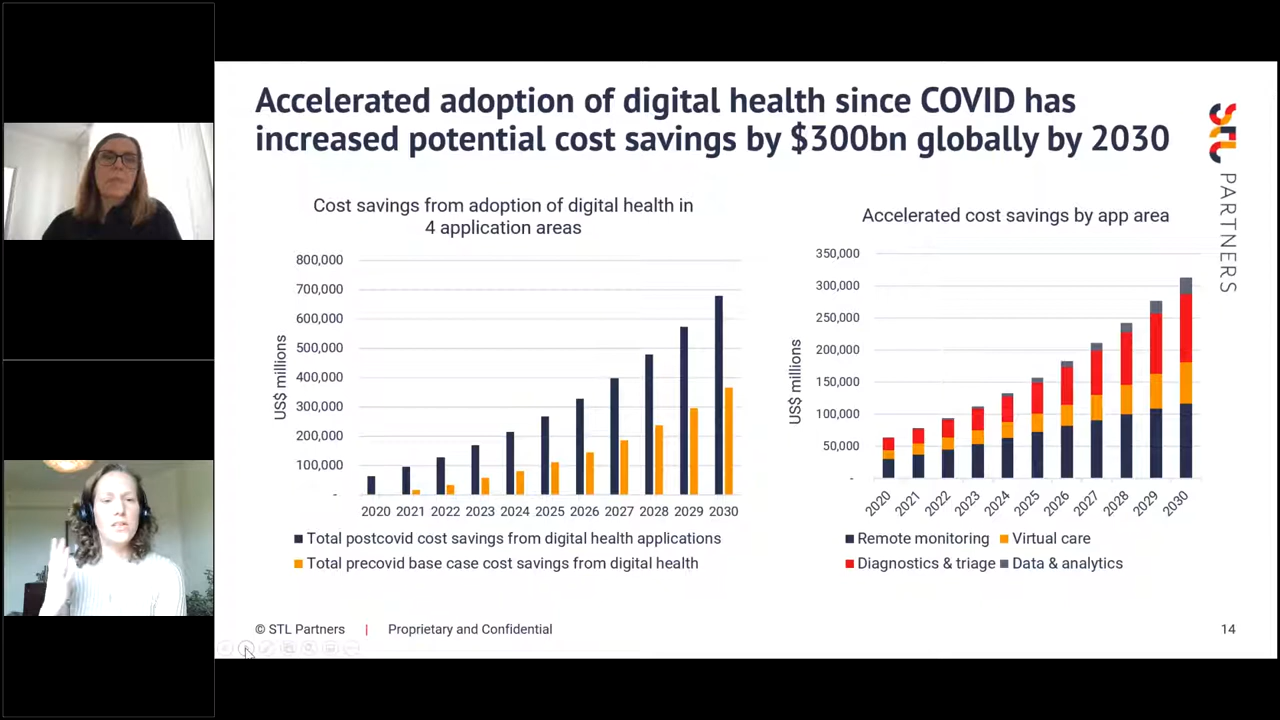 Accelerated adoption of digital health since COVID has
increased potential cost savings by $300bn globally by 2030
STL
PARTNERS
Cost savings from adoption of digital health in
4 application areas
US$ millions
800,000
700,000
600,000
500,000
400,000
300,000
200,000
100,000
-
2020 2021 2022 2023 2024 2025 2026 2027 2028 2029 2030
Total postcovid cost savings from digital health applications
Total precovid base case cost savings from digital health
Accelerated cost savings by app area
US$ millions
350,000
300,000
250,000
200,000
150,000
100,000
50,000
-
2020 2021 2022 2023 2024 2025 2026 2027 2028 2029 2030
Remote monitoring Virtual care
Diagnostics & triage Data & analytics
© STL Partners | Proprietary and Confidential
14